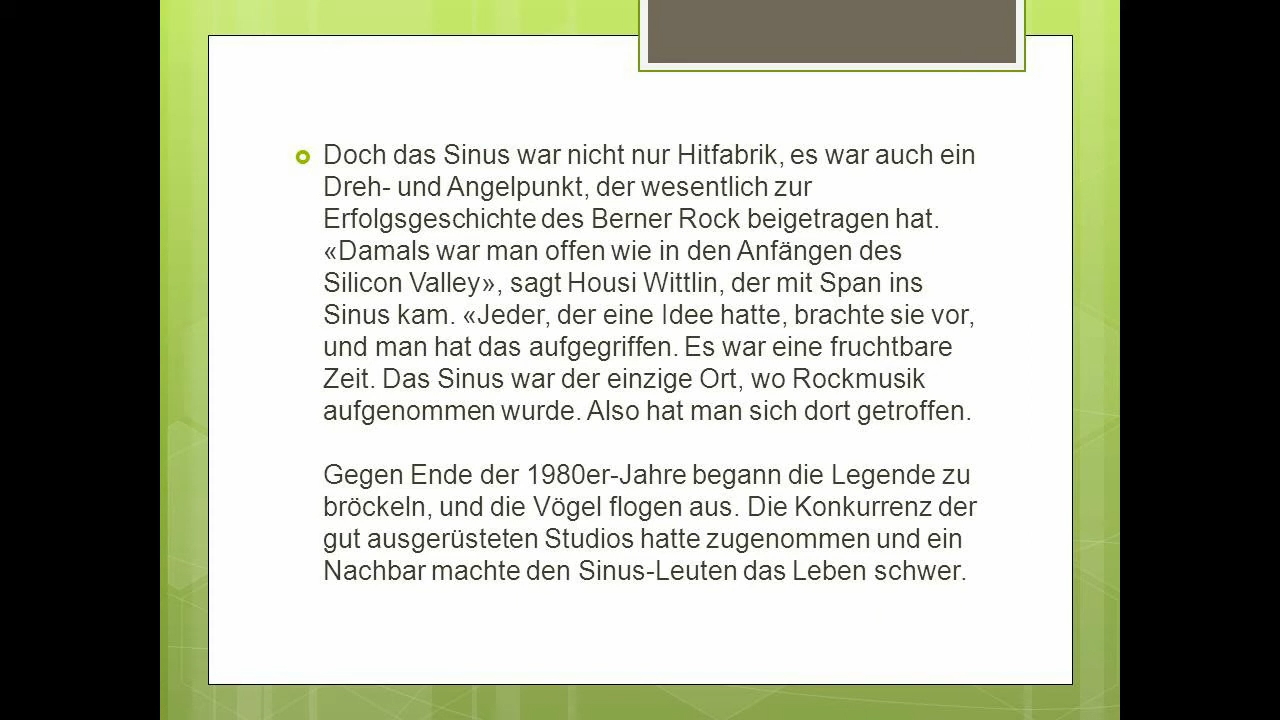 Doch das Sinus war nicht nur Hitfabrik, es war auch ein
Dreh- und Angelpunkt, der wesentlich zur
Erfolgsgeschichte des Berner Rock beigetragen hat.
«Damals war man offen wie in den Anfängen des
Silicon Valley», sagt Housi Wittlin, der mit Span ins
Sinus kam. «Jeder, der eine Idee hatte, brachte sie vor,
und man hat das aufgegriffen. Es war eine fruchtbare
Zeit. Das Sinus war der einzige Ort, wo Rockmusik
aufgenommen wurde. Also hat man sich dort getroffen.
Gegen Ende der 1980er-Jahre begann die Legende zu
bröckeln, und die Vögel flogen aus. Die Konkurrenz der
gut ausgerüsteten Studios hatte zugenommen und ein
Nachbar machte den Sinus-Leuten das Leben schwer.